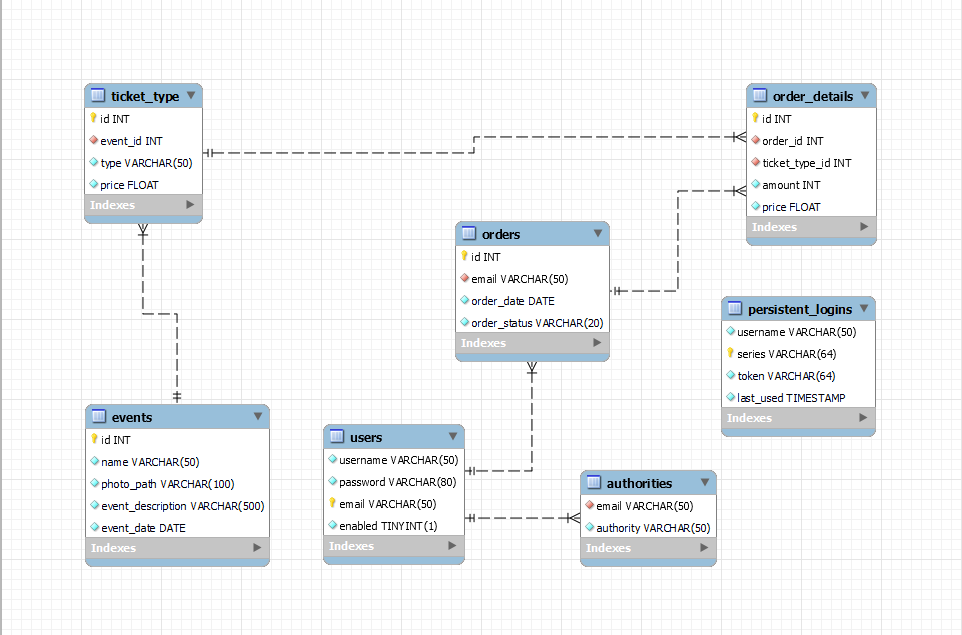 ticket_type
id INT
event_id INT
type VARCHAR(50)
price FLOAT
Indexes
order_details
id INT
order_id INT
ticket_type_id INT
amount INT
price FLOAT
Indexes
orders
id INT
email VARCHAR(50)
order_date DATE
order_status VARCHAR(20)
Indexes
persistent_logins
username VARCHAR(50)
series VARCHAR(64)
token VARCHAR(64)
last_used TIMESTAMP
Indexes
events
id INT
name VARCHAR(50)
photo_path VARCHAR(100)
event_description VARCHAR(500)
event_date DATE
Indexes
users
username VARCHAR(50)
password VARCHAR(80)
email VARCHAR(50)
enabled TINYINT(1)
Indexes
authorities
email VARCHAR(50)
authority VARCHAR(50)
Indexes